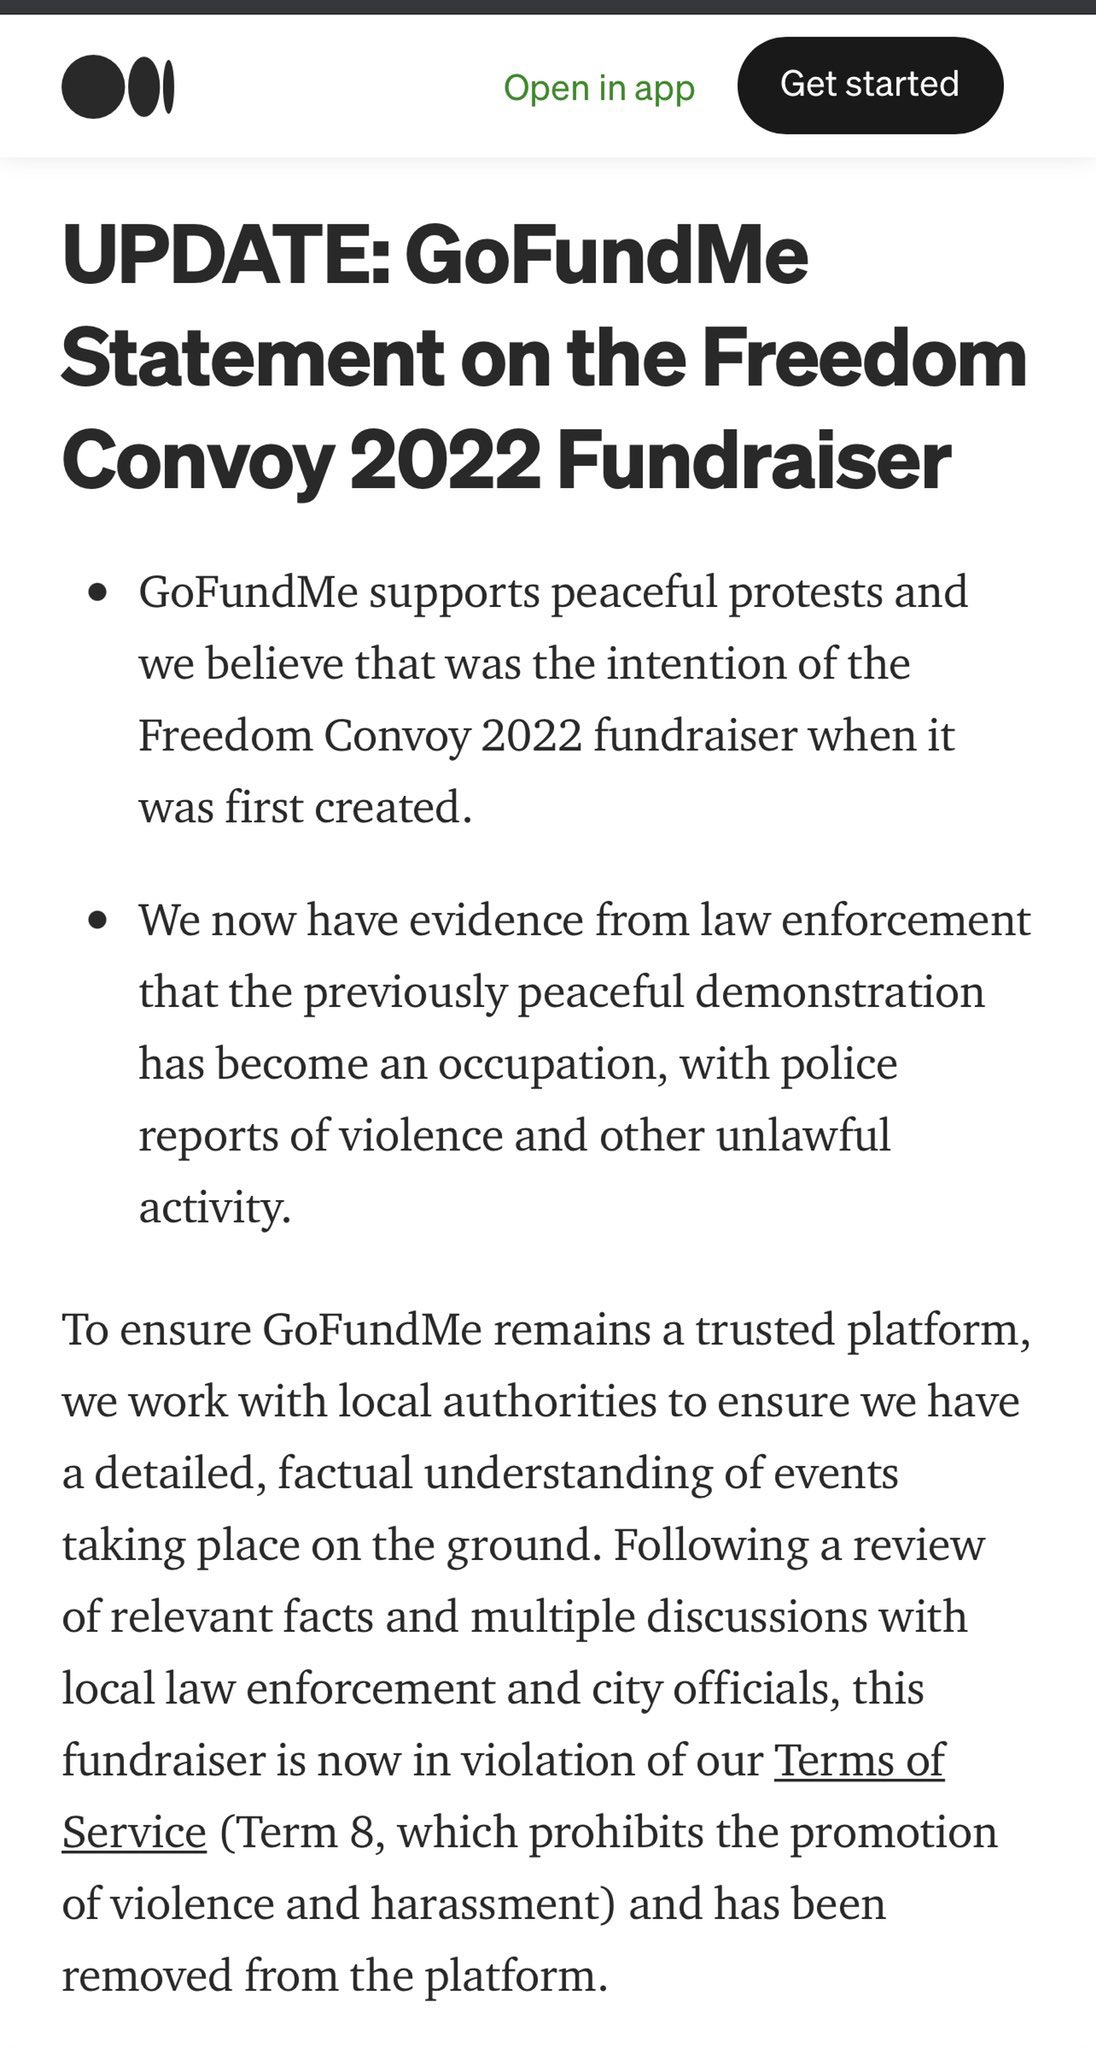 Open in app
Get started
UPDATE: GoFundMe
Statement on the Freedom
Convoy 2022 Fundraiser
• GoFundMe supports peaceful protests and
we believe that was the intention of the
Freedom Convoy 2022 fundraiser when it
was first created.
• We now have evidence from law enforcement
that the previously peaceful demonstration
has become an occupation, with police
reports of violence and other unlawful
activity.
To ensure GoFundMe remains a trusted platform,
we work with local authorities to ensure we have
a detailed, factual understanding of events
taking place on the ground. Following a review
of relevant facts and multiple discussions with
local law enforcement and city officials, this
fundraiser is now in violation of our Terms of
Service (Term 8, which prohibits the promotion
of violence and harassment) and has been
removed from the platform.